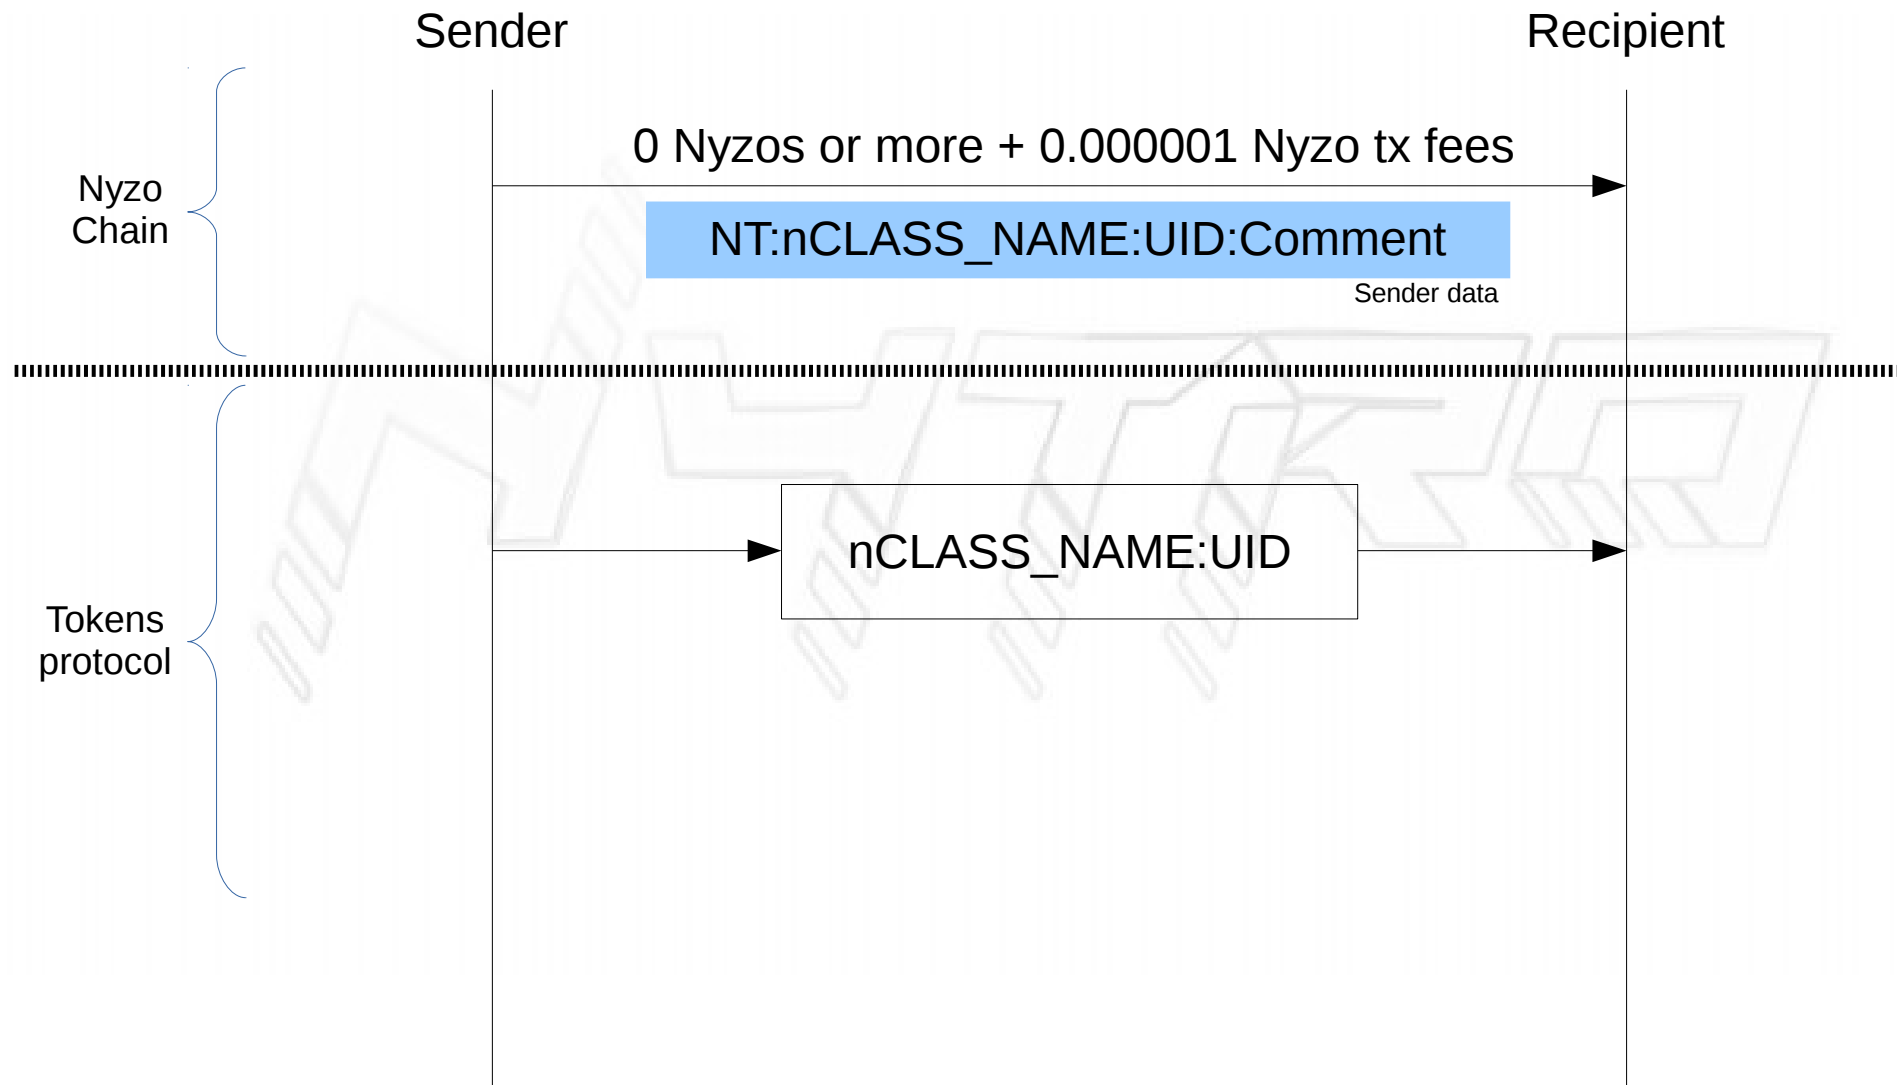 Sender
Recipient
0 Nyzos or more + 0.000001 Nyzo tx fees
Nyzo
Chain
NT:nCLASS_NAME:UID:Comment
Sender data
NYTRO
nCLASS_NAME:UID
Tokens
protocol